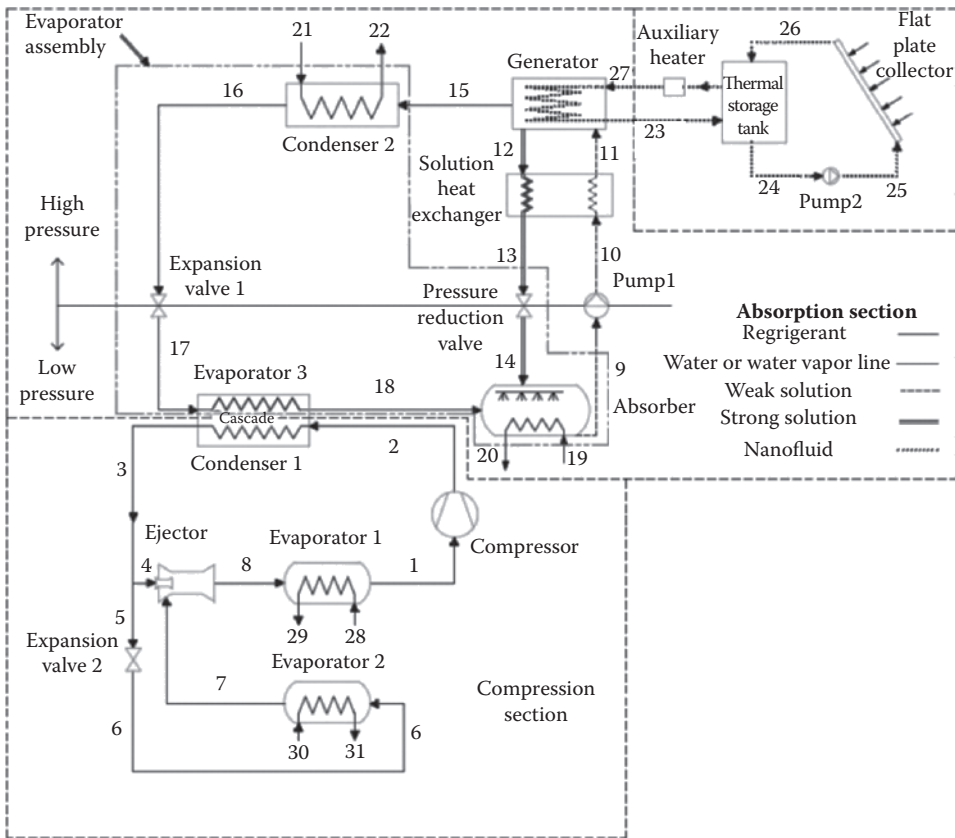 Evaporator
assembly
21
22
Condenser 2
16
15
Generator
27
23
Auxiliary
heater
26
Flat
plate
collector
Thermal
storage
tank
24
Pump2
25
12
11
Solution
heat
exchanger
13
10
Pump1
High
pressure
Low
pressure
Expansion
valve 1
Pressure
reduction
valve
14
9
Absorber
20
19
17
Evaporator 3
18
Cascade
Condenser 1
2
3
Absorption section
Regrigerant
Water or water vapor line
Weak solution
Strong solution
Nanofluid
Ejector
4
8
Evaporator 1
1
Compressor
29
28
5
Expansion
valve 2
7
Evaporator 2
6
30
31
6
Compression
section